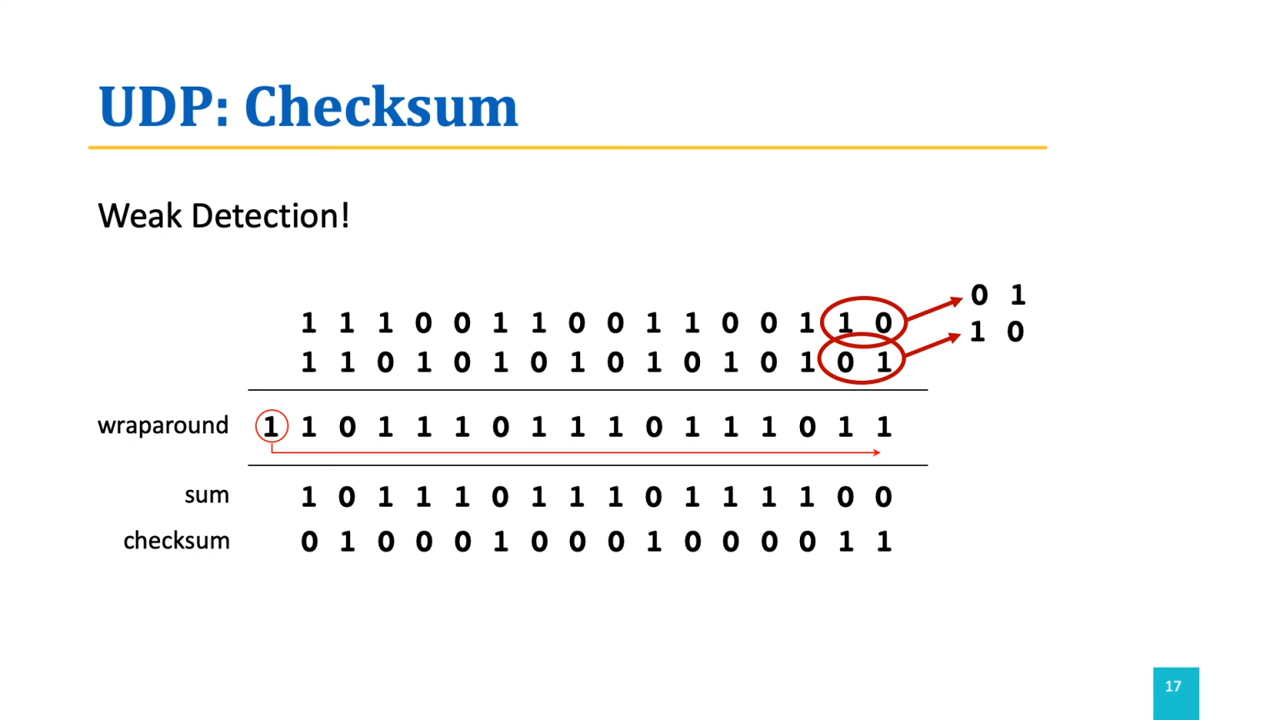 UDP: Checksum
Weak Detection!
0 1
1 1 1 0 0 1 1 0 0 1 1 0 0 1 1 0
1 0
1 1 0 1 0 1 0 1 0 1 0 1 0 1 0 1
wraparound 1 1 0 1 1 1 0 1 1 1 0 1 1 1 0 1 1
sum 1 0 1 1 1 0 1 1 1 0 1 1 1 1 0 0
checksum 0 1 0 0 0 1 0 0 0 1 0 0 0 0 1 1
17